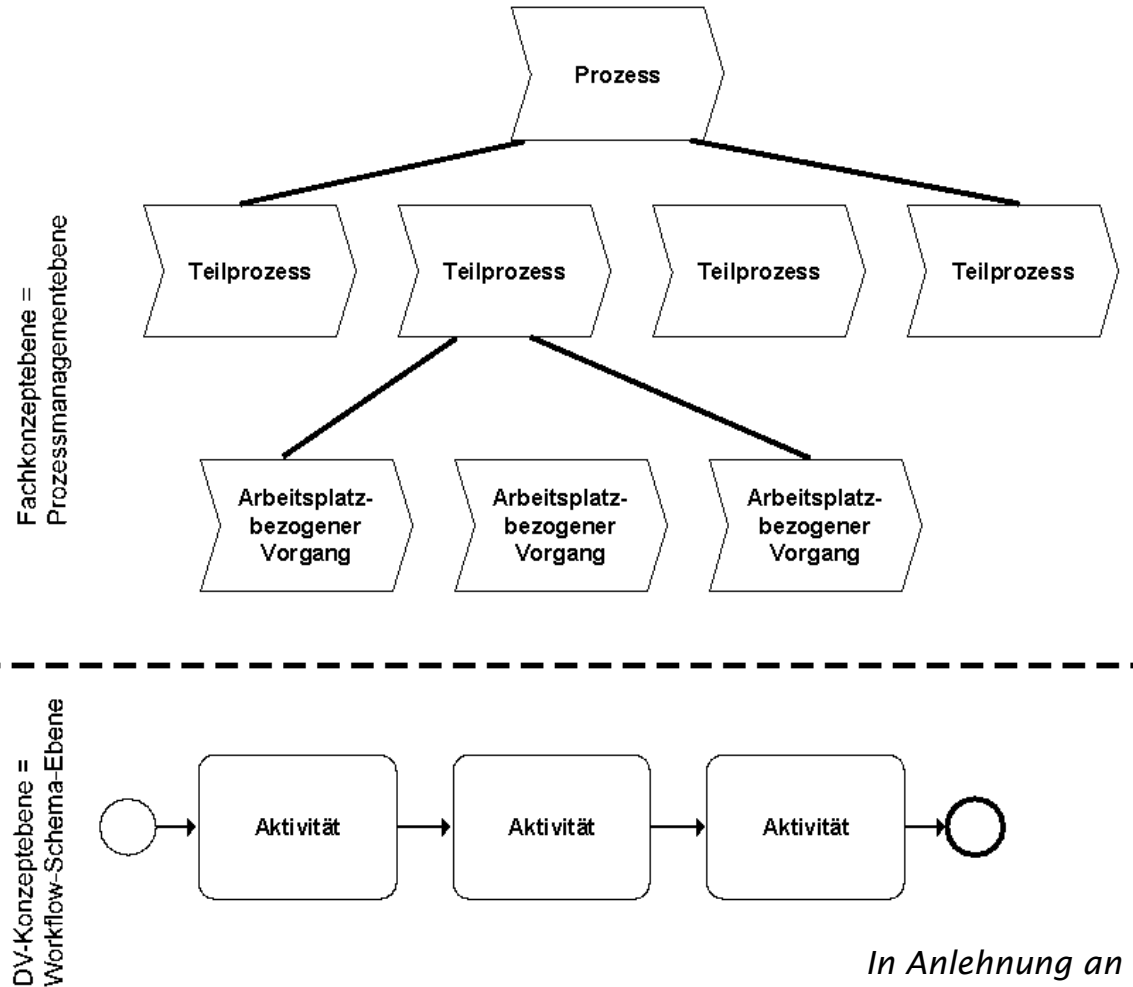 Prozess
Fachkonzeptebene =
Prozessmanagementebene
Teilprozess
Teilprozess
Teilprozess
Teilprozess
Arbeitsplatz-
bezogener
Vorgang
Arbeitsplatz-
bezogener
Vorgang
Arbeitsplatz-
bezogener
Vorgang
DV-Konzeptebene =
Workflow-Schema-Ebene
Aktivität
Aktivität
Aktivität
In Anlehnung an